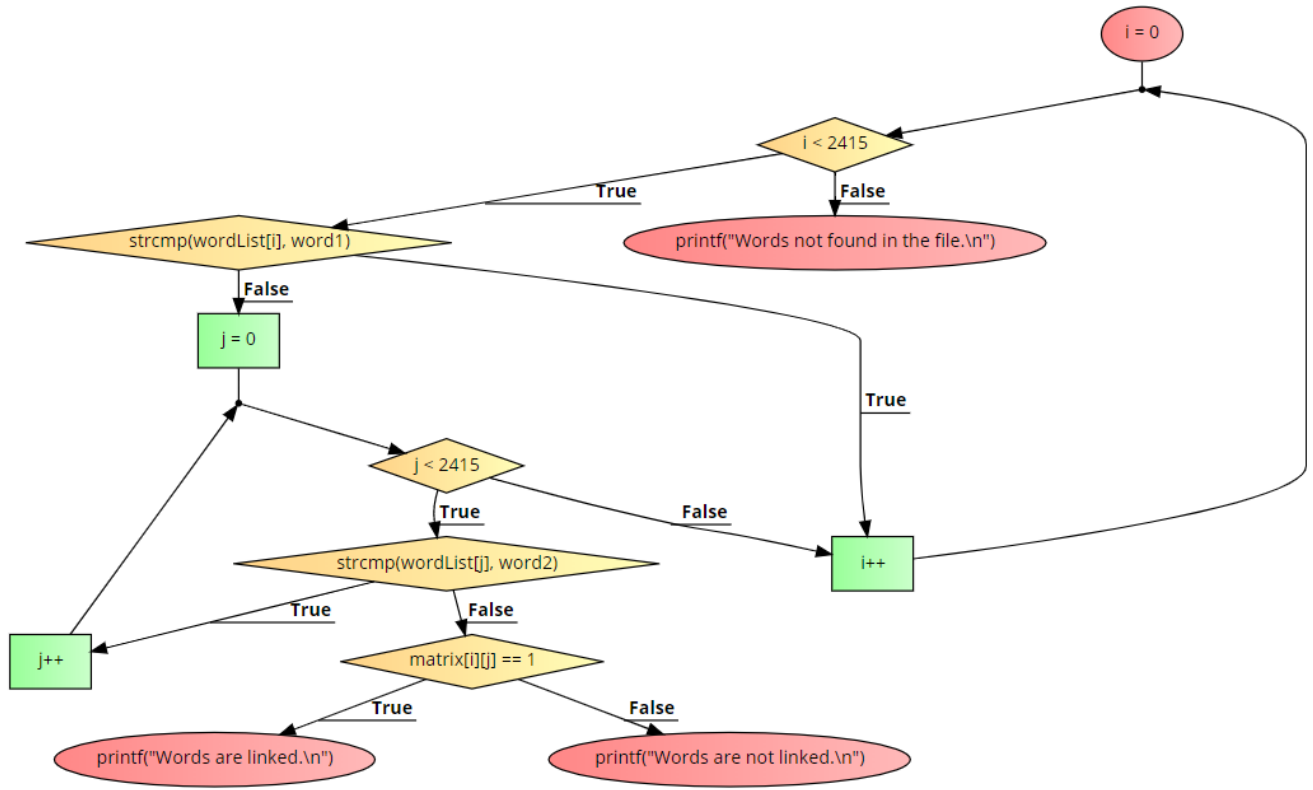 i = 0
i < 2415
True
False
strcmp(wordList[i], word1)
printf("Words not found in the file.\n")
False
j = 0
True
j < 2415
True
False
strcmp(wordList[j], word2)
i++
True
False
j++
matrix[i][j] == 1
True
False
printf("Words are linked.\n")
printf("Words are not linked.\n")